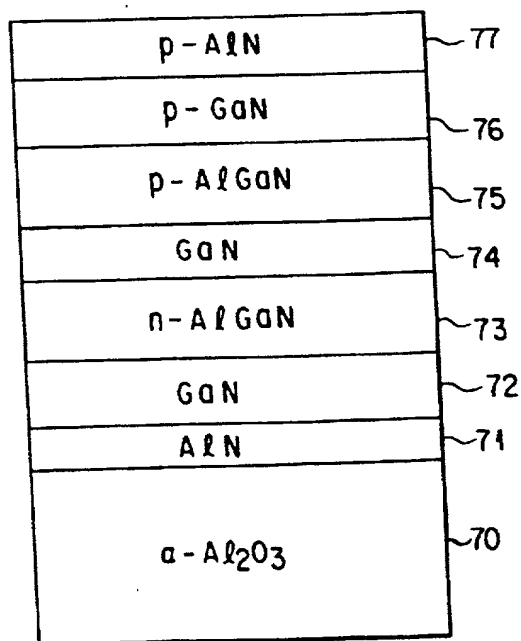 p-AlN 77
p-GaN 76
p-AlGaN 75
GaN 74
n-AlGaN 73
GaN 72
AlN 71
α-Al2O3 70